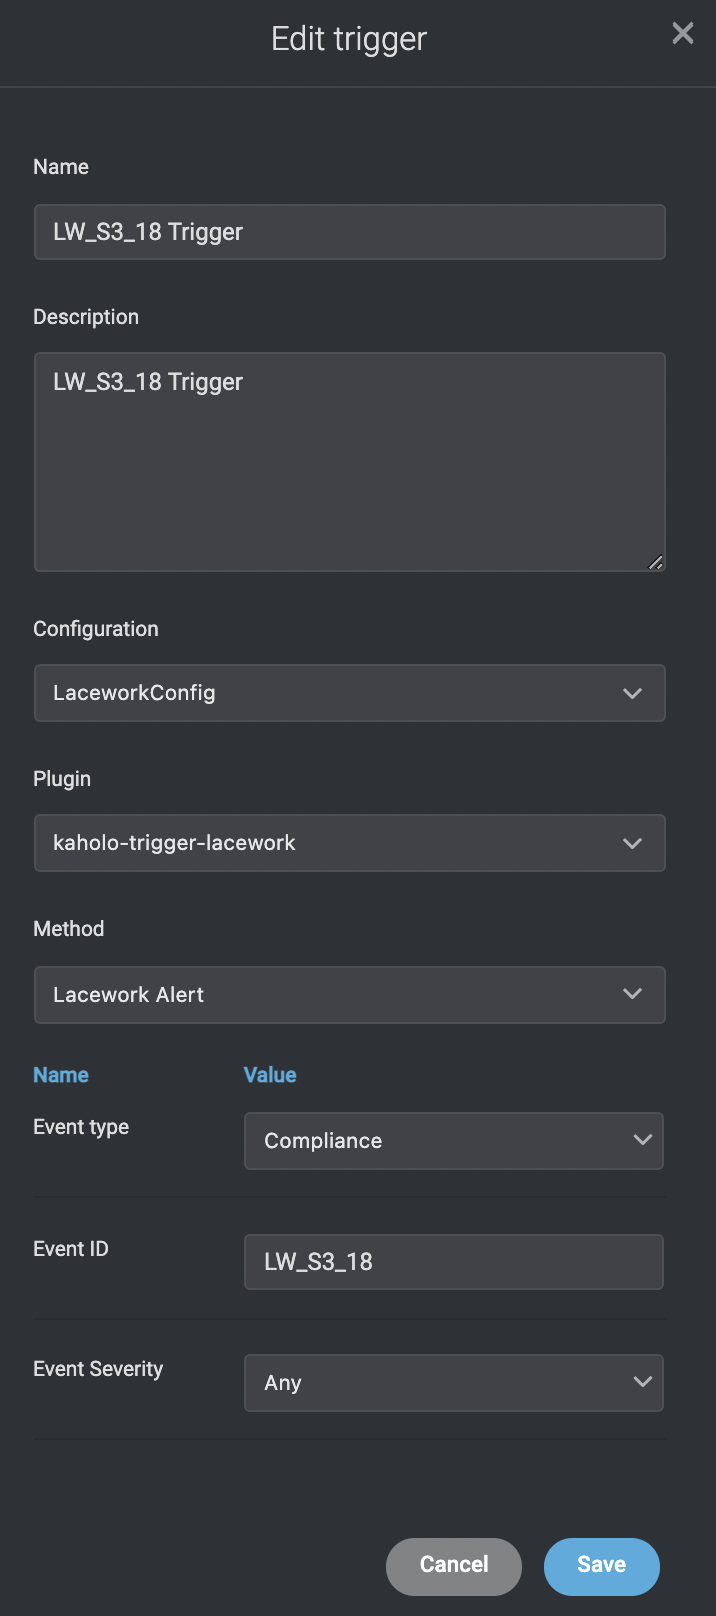 Edit trigger
Name
LW_S3_18 Trigger
Description
LW_S3_18 Trigger
Configuration
LaceworkConfig
Plugin
kaholo-trigger-lacework
Method
Lacework Alert
Name Value
Event type Compliance
Event ID LW_S3_18
Event Severity Any
Cancel Save